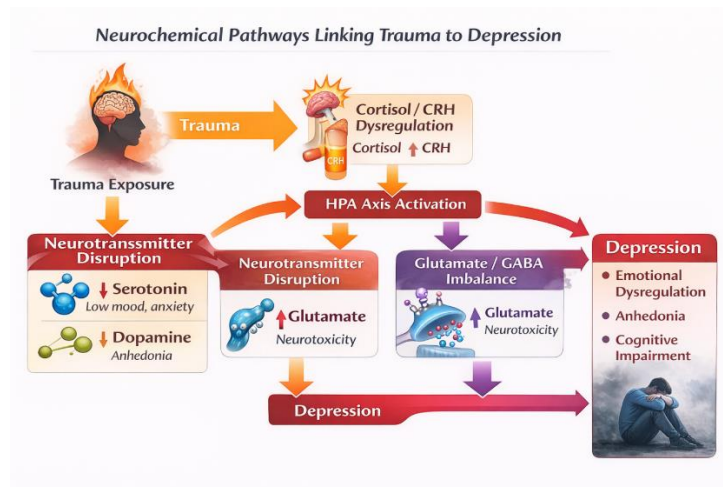 Neurochemical Pathways Linking Trauma to Depression
Trauma
Trauma Exposure
Cortisol / CRH
Dysregulation
Cortisol ↑ CRH
CRH
HPA Axis Activation
Neurotranssmitter
Disruption
↓ Serotonin
Low mood, anxiety
↓ Dopamine
Anhedonia
Neurotransmitter
Disruption
↑ Glutamate
Neurotoxicity
Glutamate / GABA
Imbalance
↑ Glutamate
Neurotoxicity
Depression
• Emotional
Dysregulation
• Anhedonia
• Cognitive
Impairment
Depression